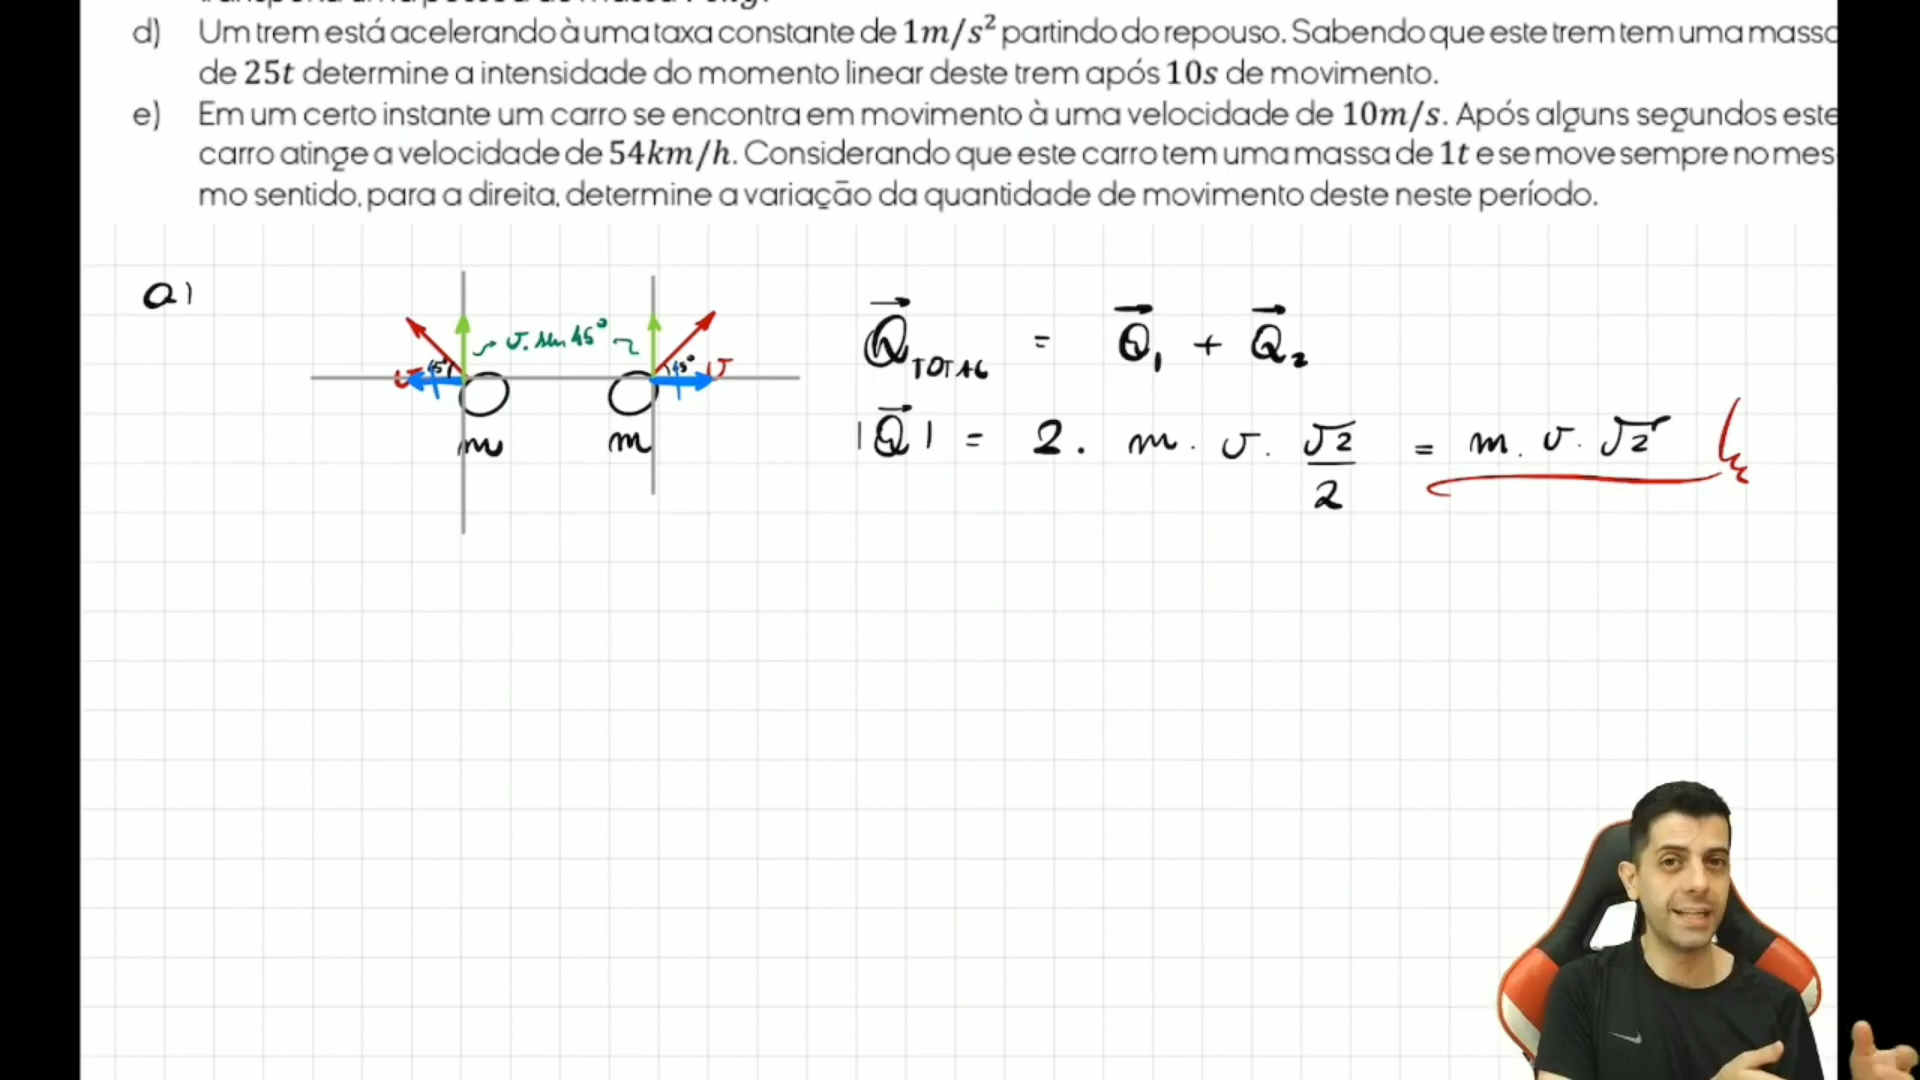 d) Um trem está acelerando à uma taxa constante de 1m/s² partindo do repouso. Sabendo que este trem tem uma massa
de 25t determine a intensidade do momento linear deste trem após 10s de movimento.
e) Em um certo instante um carro se encontra em movimento à uma velocidade de 10m/s. Após alguns segundos este
carro atinge a velocidade de 54km/h. Considerando que este carro tem uma massa de 1t e se move sempre no mes-
mo sentido, para a direita, determine a variação da quantidade de movimento deste neste período.
a)
v. sen 45°
v 45° 45° v
m m
Q TOTAL = Q₁ + Q₂
|Q| = 2. m. v. √2/2 = m. v. √2